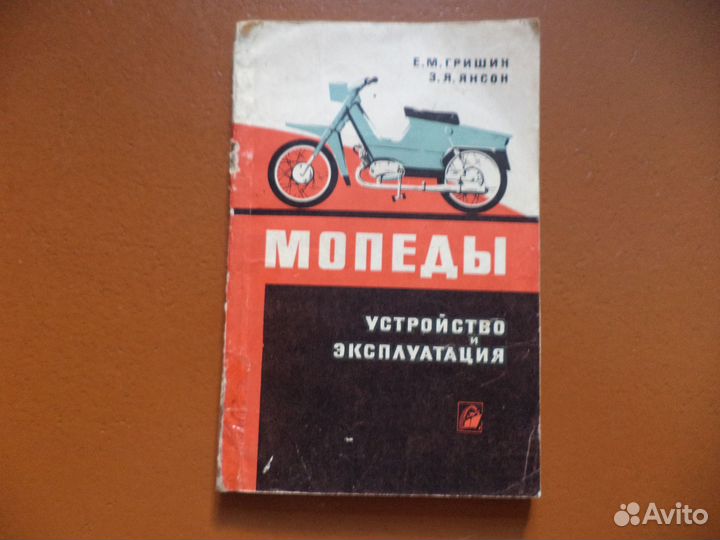 Е.М.ГРИШИН
Э.Я.ЯНСОН
МОПЕДЫ
УСТРОЙСТВО
И
ЭКСПЛУАТАЦИЯ
Avito